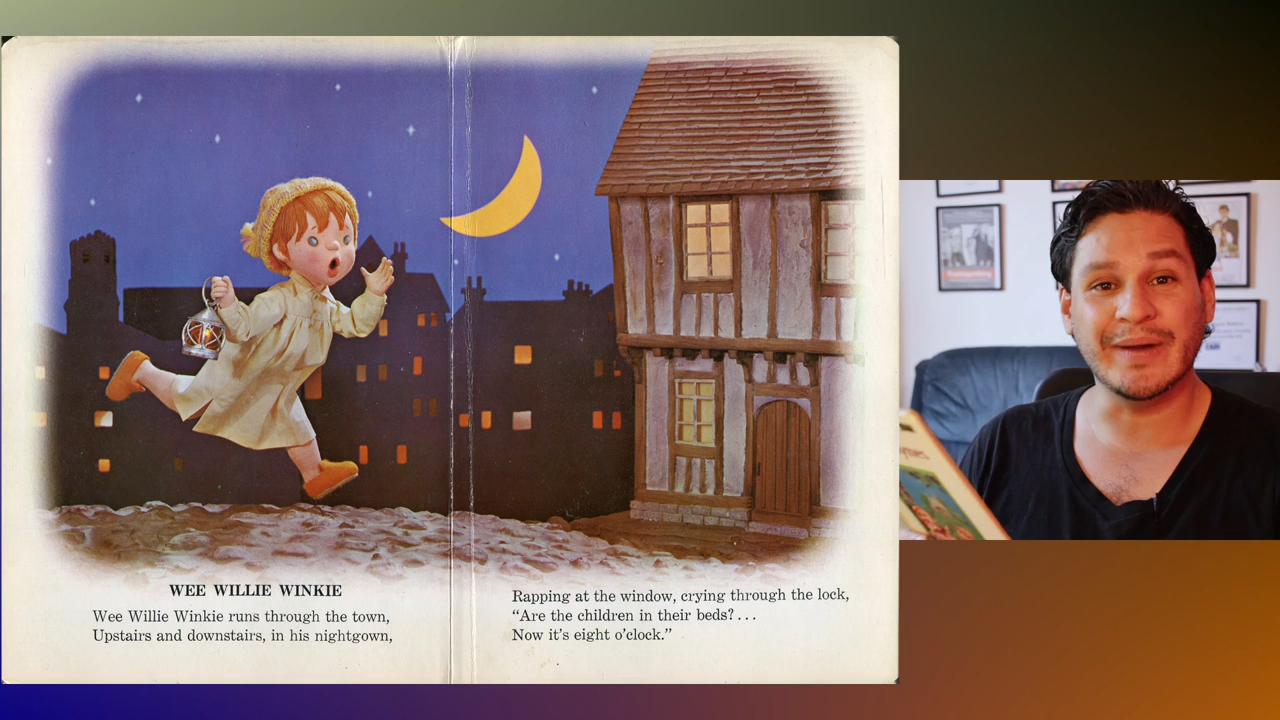 WEE WILLIE WINKIE
Wee Willie Winkie runs through the town,
Upstairs and downstairs, in his nightgown,
Rapping at the window, crying through the lock,
“Are the children in their beds? . . .
Now it’s eight o’clock.”